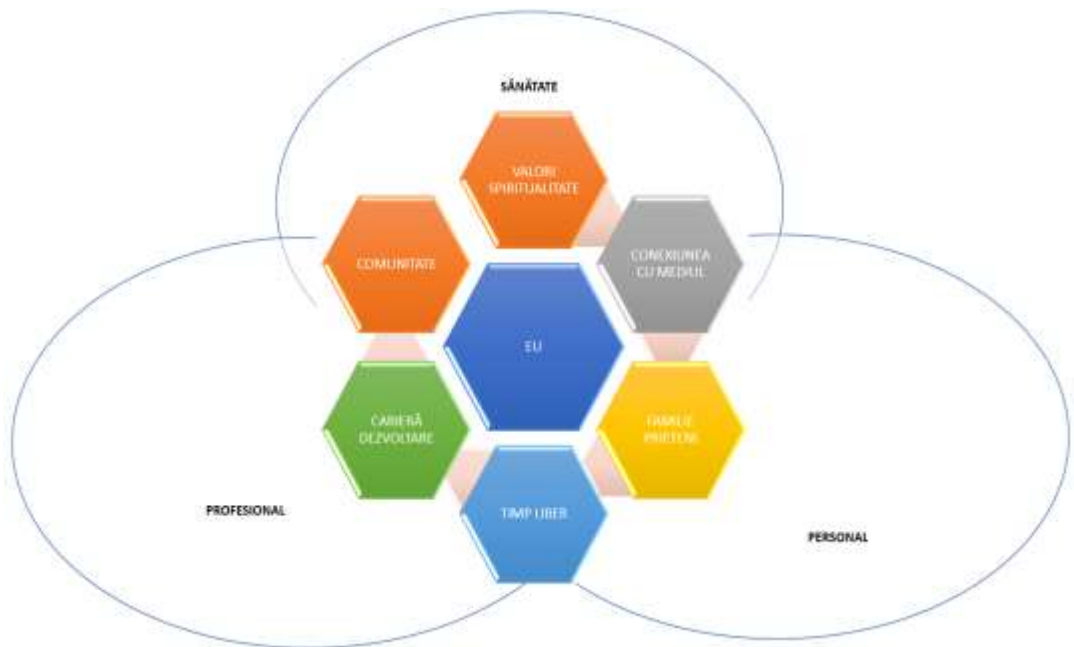 SĂNĂTATE
VALORI
SPIRITUALITATE
COMUNITATE
CONEXIUNEA
CU MEDIUL
EU
CARIERĂ
DEZVOLTARE
FAMILIE
PRIETENI
TIMP LIBER
PROFESIONAL
PERSONAL